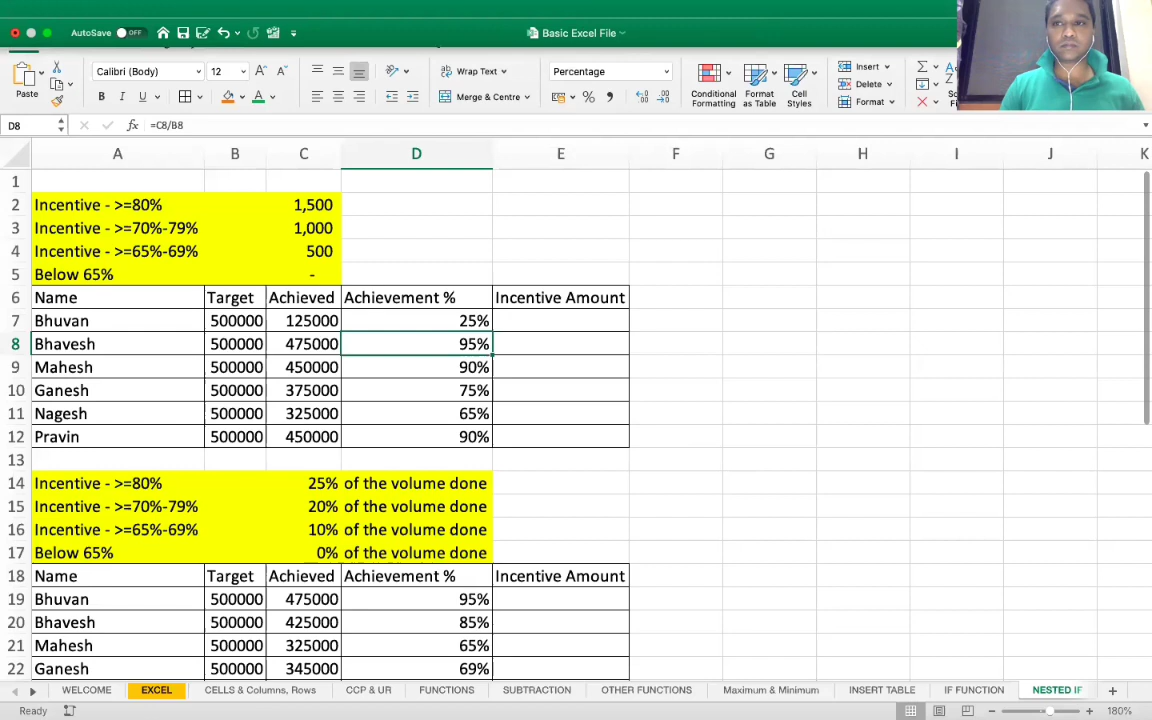 AutoSave OFF Basic Excel File
Calibri (Body) 12 Wrap Text Percentage Insert
Paste B I U Merge & Centre % Conditional Formatting Format as Table Cell Styles Delete Format
D8 fx =C8/B8
A B C D E F G H I J K
1
2 Incentive - >=80% 1,500
3 Incentive - >=70%-79% 1,000
4 Incentive - >=65%-69% 500
5 Below 65% -
6 Name Target Achieved Achievement % Incentive Amount
7 Bhuvan 500000 125000 25%
8 Bhavesh 500000 475000 95%
9 Mahesh 500000 450000 90%
10 Ganesh 500000 375000 75%
11 Nagesh 500000 325000 65%
12 Pravin 500000 450000 90%
13
14 Incentive - >=80% 25% of the volume done
15 Incentive - >=70%-79% 20% of the volume done
16 Incentive - >=65%-69% 10% of the volume done
17 Below 65% 0% of the volume done
18 Name Target Achieved Achievement % Incentive Amount
19 Bhuvan 500000 475000 95%
20 Bhavesh 500000 425000 85%
21 Mahesh 500000 325000 65%
22 Ganesh 500000 345000 69%
WELCOME EXCEL CELLS & Columns, Rows CCP & UR FUNCTIONS SUBTRACTION OTHER FUNCTIONS Maximum & Minimum INSERT TABLE IF FUNCTION NESTED IF +
Ready 180%